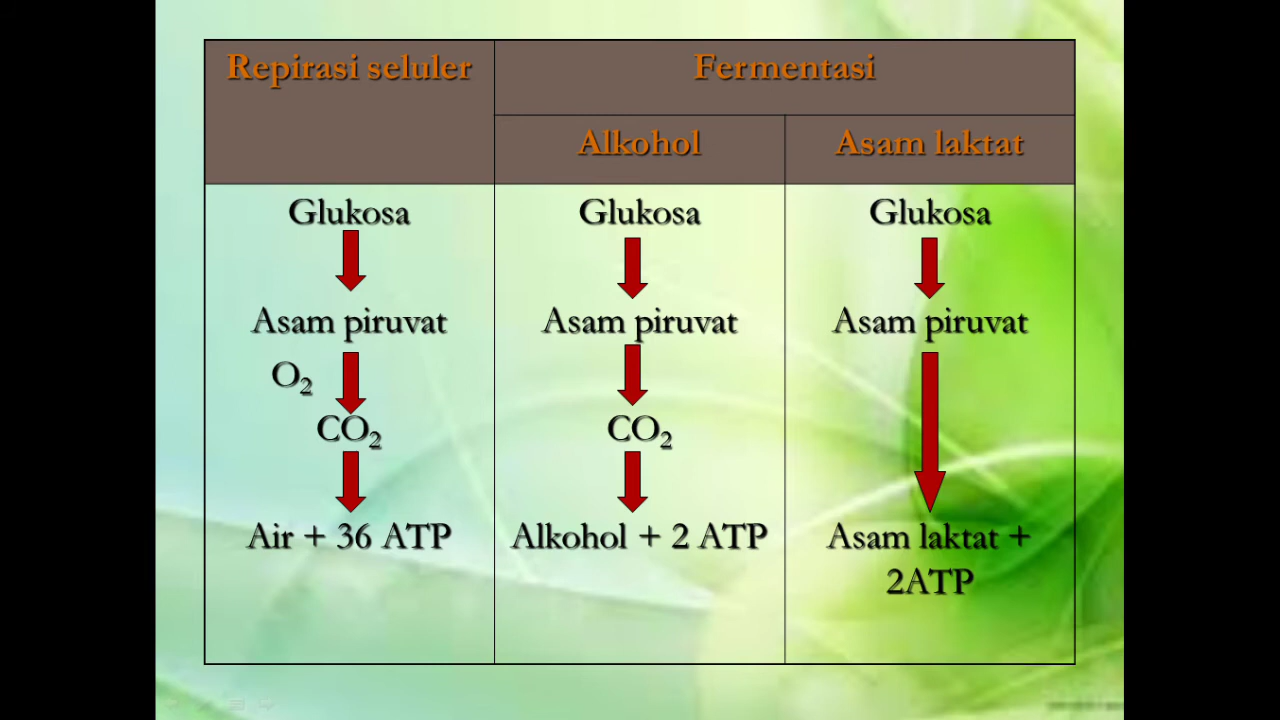 Repirasi seluler
Fermentasi
Alkohol
Asam laktat
Glukosa
Asam piruvat
O₂
CO₂
Air + 36 ATP
Glukosa
Asam piruvat
CO₂
Alkohol + 2 ATP
Glukosa
Asam piruvat
Asam laktat +
2ATP